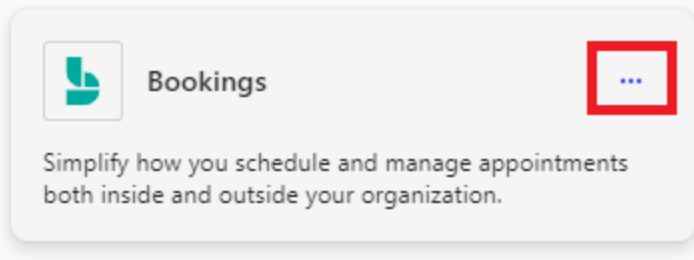 Bookings
...
Simplify how you schedule and manage appointments
both inside and outside your organization.